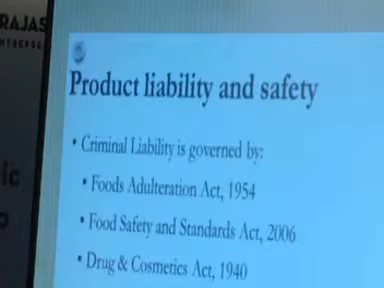 RAJAS
Product liability and safety
• Criminal Liability is governed by:
• Foods Adulteration Act, 1954
• Food Safety and Standards Act, 2006
• Drug & Cosmetics Act, 1940
ic